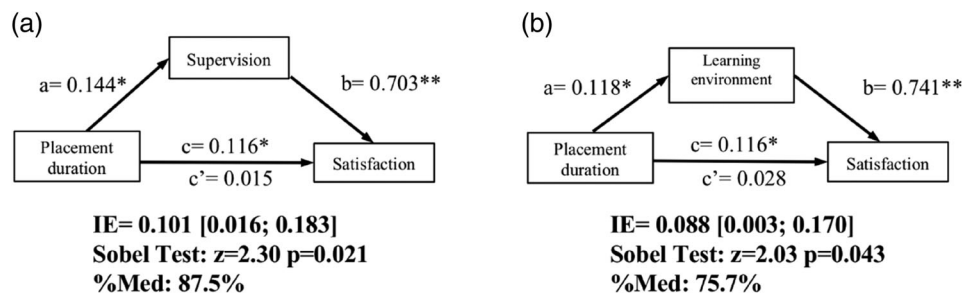 (a)
Supervision
a= 0.144*
b= 0.703**
Placement
duration
c= 0.116*
c’= 0.015
Satisfaction
IE= 0.101 [0.016; 0.183]
Sobel Test: z=2.30 p=0.021
%Med: 87.5%
(b)
Learning
environment
a= 0.118*
b= 0.741**
Placement
duration
c= 0.116*
c’= 0.028
Satisfaction
IE= 0.088 [0.003; 0.170]
Sobel Test: z=2.03 p=0.043
%Med: 75.7%